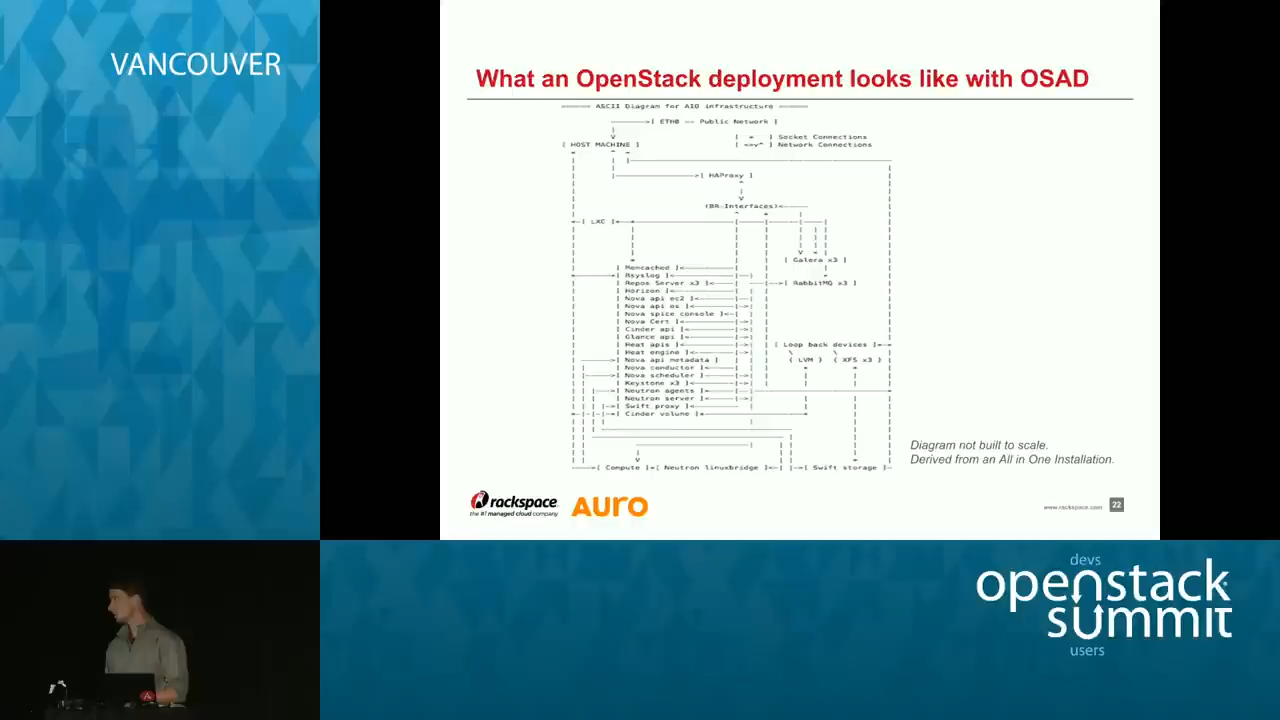 VANCOUVER
What an OpenStack deployment looks like with OSAD
ASCII Diagram for AIO infrastructure
[ ETH0 == Public Network ]
[ * ] Socket Connections
[ HOST MACHINE ]
[ <>v^ ] Network Connections
[ HAProxy ]
(BR-Interfaces)
[ LXC ]
[ Galera x3 ]
[ Memcached ]
[ Rsyslog ]
[ Repos Server x3 ]
[ RabbitMQ x3 ]
[ Horizon ]
[ Nova api ec2 ]
[ Nova api os ]
[ Nova spice console ]
[ Nova Cert ]
[ Cinder api ]
[ Glance api ]
[ Heat apis ]
[ Loop back devices ]
[ Heat engine ]
[ Nova api metadata ]
{ LVM } { XFS x3 }
[ Nova conductor ]
[ Nova scheduler ]
[ Keystone x3 ]
[ Neutron agents ]
[ Neutron server ]
[ Swift proxy ]
[ Cinder volume ]
Diagram not built to scale.
Derived from an All in One Installation.
[ Compute ] [ Neutron linuxbridge ] [ Swift storage ]
rackspace
the #1 managed cloud company
AURO
www.rackspace.com 22
devs
openstack
summit
users